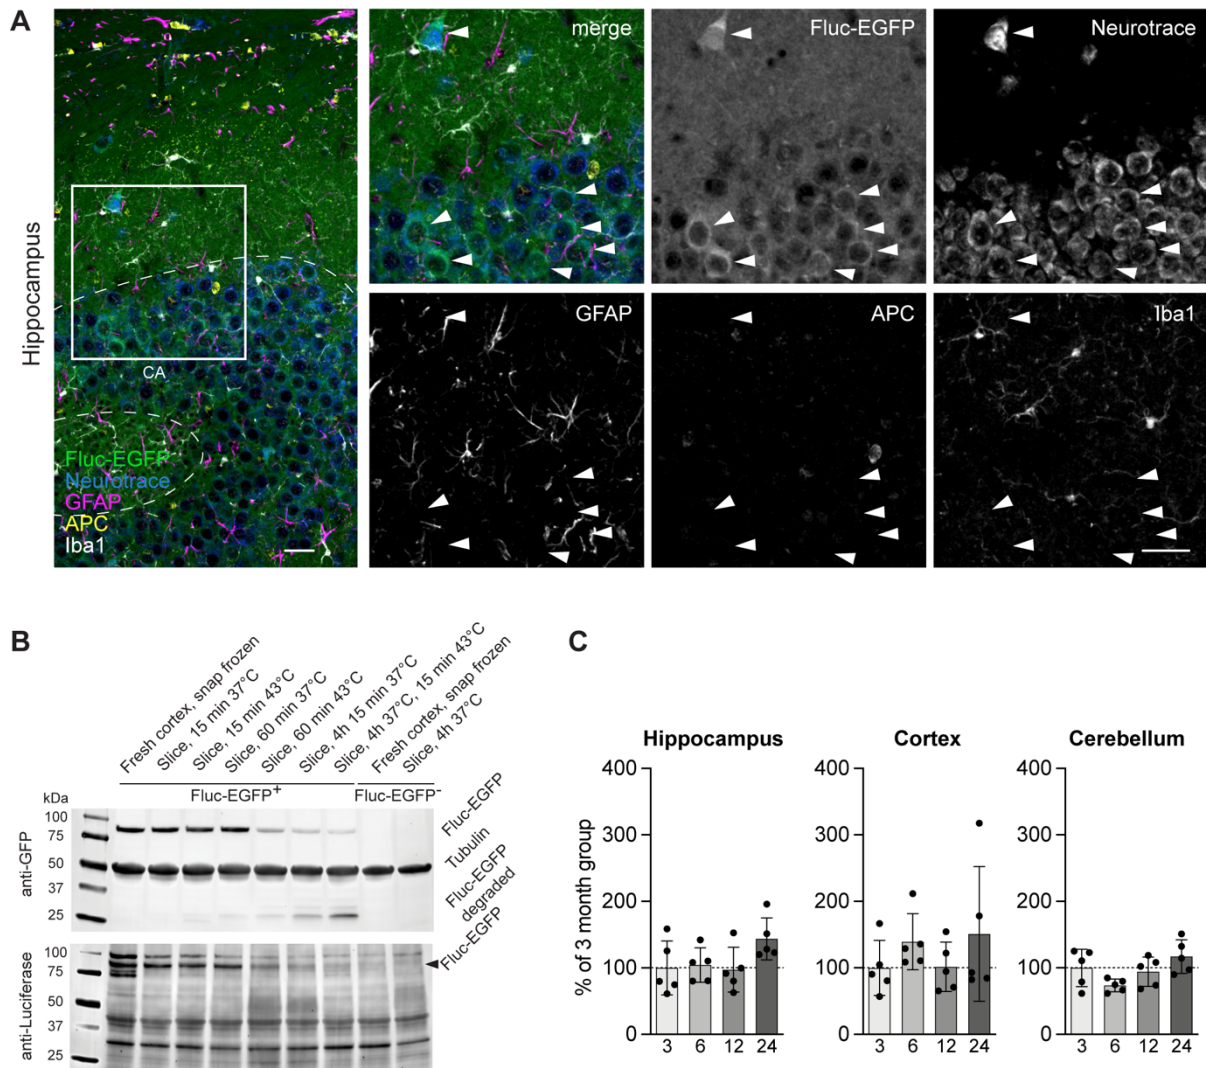 A
Hippocampus
CA
Fluc-EGFP
Neurotrace
GFAP
APC
Iba1
merge
Fluc-EGFP
Neurotrace
GFAP
APC
Iba1
B
Fresh cortex, snap frozen
Slice, 15 min 37°C
Slice, 15 min 43°C
Slice, 60 min 37°C
Slice, 60 min 43°C
Slice, 4h 15 min 37°C
Slice, 4h 37°C, 15 min 43°C
Fresh cortex, snap frozen
Slice, 4h 37°C
Fluc-EGFP+
Fluc-EGFP-
kDa
100
75
50
37
25
anti-GFP
Fluc-EGFP
Tubulin
Fluc-EGFP
degraded
100
75
50
37
25
anti-Luciferase
Fluc-EGFP
C
% of 3 month group
Hippocampus
400
300
200
100
0
3 6 12 24
Cortex
400
300
200
100
0
3 6 12 24
Cerebellum
400
300
200
100
0
3 6 12 24